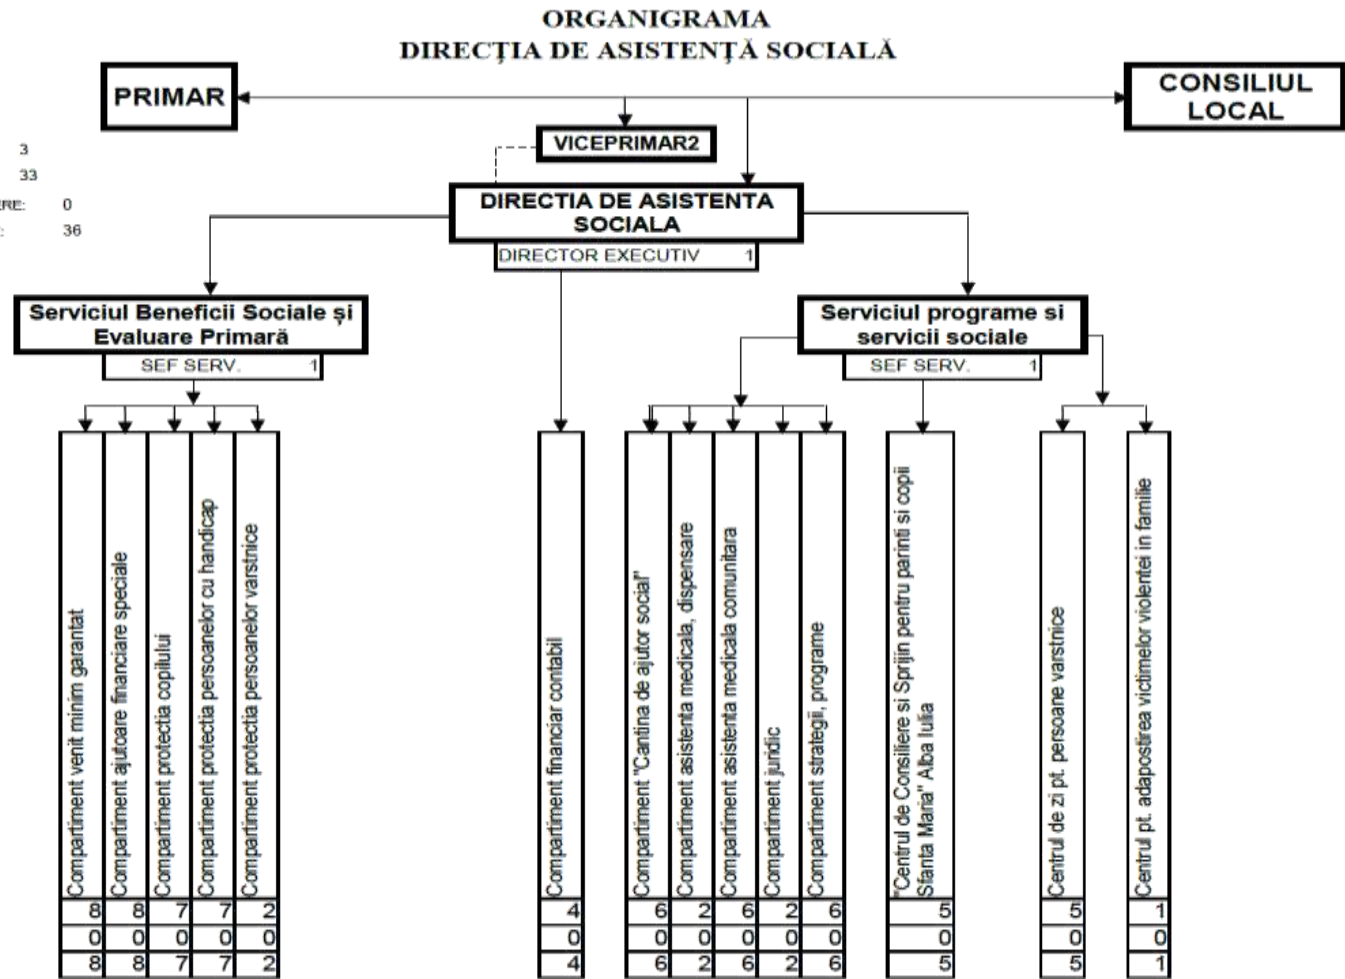 ORGANIGRAMA
DIRECŢIA DE ASISTENŢĂ SOCIALĂ
PRIMAR
CONSILIUL
LOCAL
3
VICEPRIMAR2
33
ERE: 0
: 36
DIRECTIA DE ASISTENTA
SOCIALA
DIRECTOR EXECUTIV 1
Serviciul Beneficii Sociale și
Evaluare Primară
SEF SERV. 1
Serviciul programe si
servicii sociale
SEF SERV. 1
Compartiment venit minim garantat
Compartiment ajutoare financiare speciale
Compartiment protectia copilului
Compartiment protectia persoanelor cu handicap
Compartiment protectia persoanelor varstnice
Compartiment financiar contabil
Compartiment "Cantina de ajutor social"
Compartiment asistenta medicala, dispensare
Compartiment asistenta medicala comunitara
Compartiment juridic
Compartiment strategii, programe
"Centrul de Consiliere si Sprijin pentru parinti si copii
Sfanta Maria" Alba Iulia
Centrul de zi pt. persoane varstnice
Centrul pt. adapostirea victimelor violentei in familie
8 8 7 7 2 4 6 2 6 2 6 5 5 1
0 0 0 0 0 0 0 0 0 0 0 0 0 0
8 8 7 7 2 4 6 2 6 2 6 5 5 1